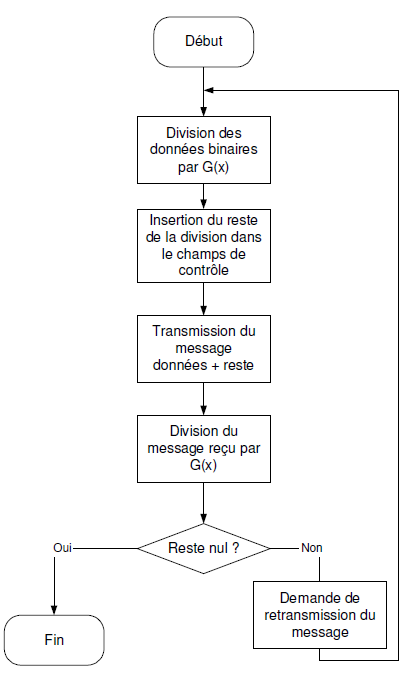 Début
Division des
données binaires
par G(x)
Insertion du reste
de la division dans
le champs de
contrôle
Transmission du
message
données + reste
Division du
message reçu par
G(x)
Reste nul ?
Oui
Non
Demande de
retransmission du
message
Fin